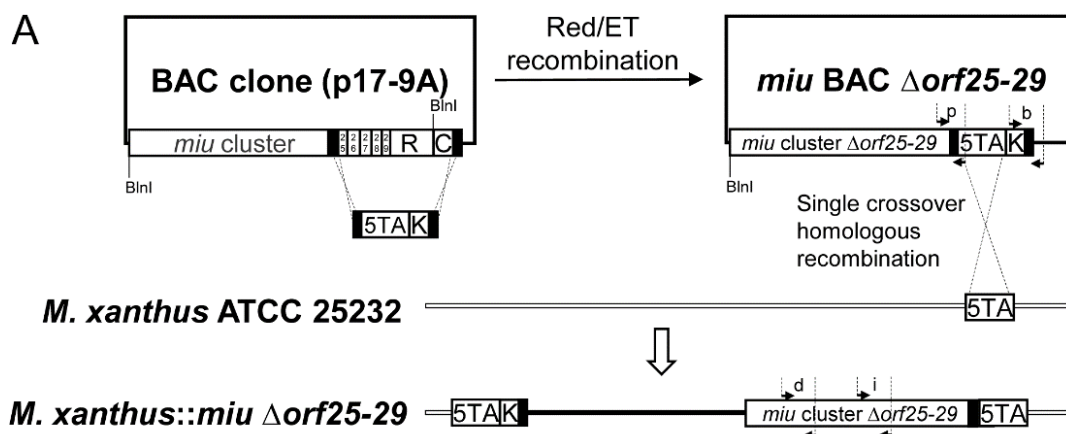 A
Red/ET
recombination
BAC clone (p17-9A)
miu BAC Δorf25-29
BlnI
p
b
miu cluster
25 26 27 28 29
R
C
miu cluster Δorf25-29
5TA
K
BlnI
BlnI
5TA
K
Single crossover
homologous
recombination
M. xanthus ATCC 25232
5TA
d
i
M. xanthus::miu Δorf25-29
5TA
K
miu cluster Δorf25-29
5TA